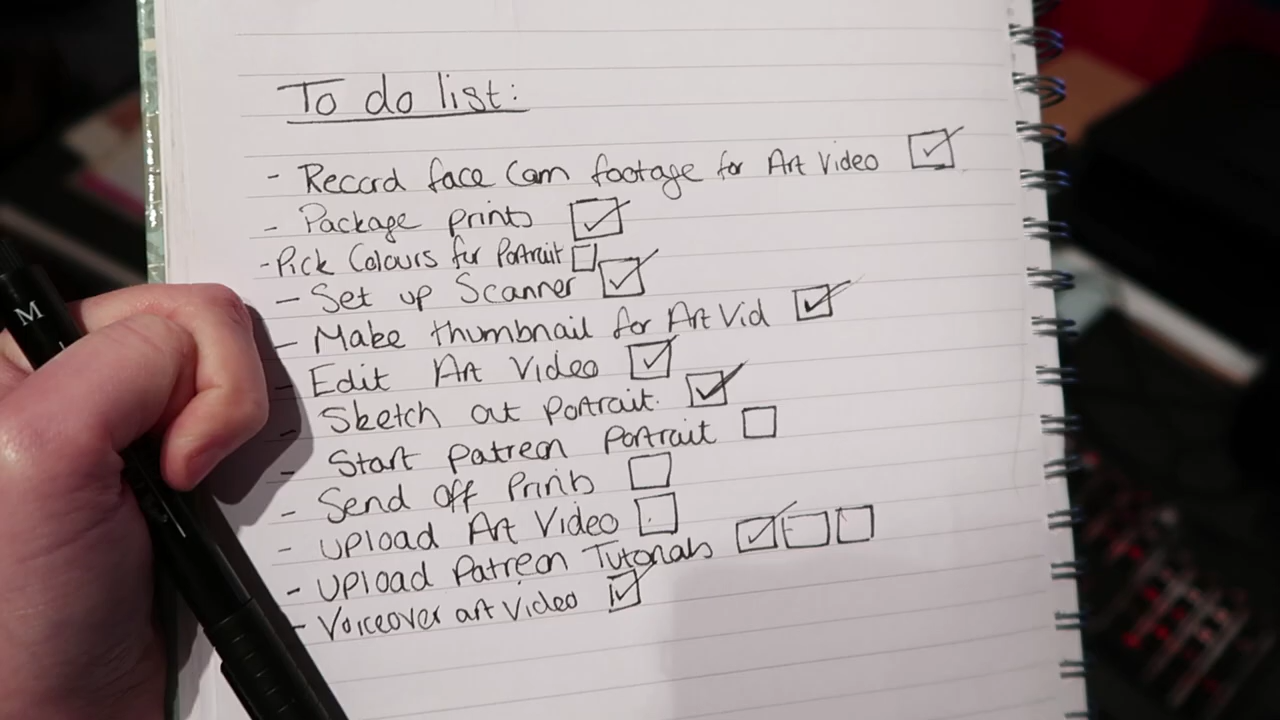 To do list:
- Record face Cam footage for Art Video ☑
- Package prints ☑
- Pick Colours for Portrait ☐
- Set up Scanner ☑
- Make thumbnail for Art Vid ☑
- Edit Art Video ☑
- Sketch out portrait. ☑
- Start patreon portrait ☐
- Send off Prints ☐
- Upload Art Video ☐
- Upload Patreon Tutorials ☑☐☐
- Voiceover art video ☑
M